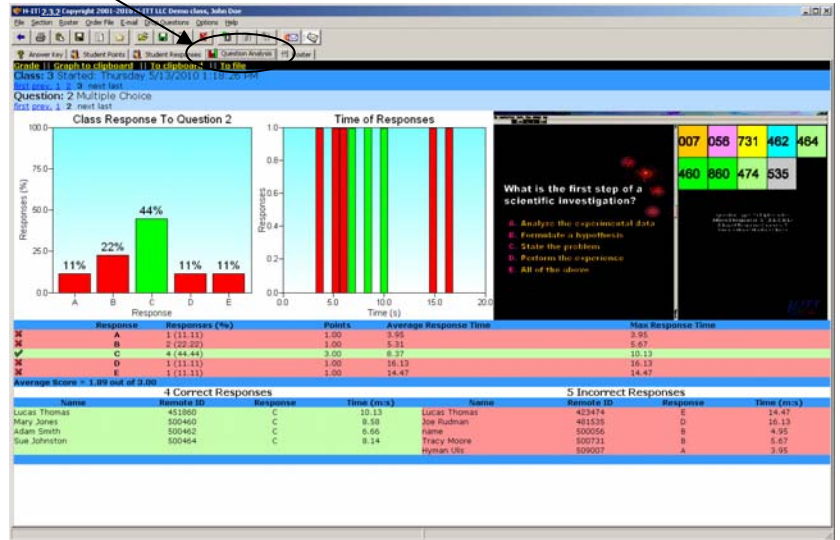 H-ITT 2.3.2 Copyright 2001-2010 H-ITT LLC Demo class, John Doe
File Section Roster Order File E-mail Drop Questions Options Help
Answer Key Student Points Student Responses Question Analysis Roster
Grade || Graph to clipboard || To clipboard || To file
Class: 3 Started: Thursday 5/13/2010 1:18:26 PM
first prev. 1 2 3 next last
Question: 2 Multiple Choice
first prev. 1 2 next last
Class Response To Question 2
100.0
75.0
50.0
25.0
0.0
Responses (%)
11%
22%
44%
11%
11%
A B C D E
Response
Time of Responses
1.0
0.8
0.6
0.4
0.2
0.0
Responses
0.0 5.0 10.0 15.0 20.0
Time (s)
What is the first step of a
scientific investigation?
A. Analyze the experimental data
B. Formulate a hypothesis
C. State the problem
D. Perform the experience
E. All of the above
007 056 731 462 464
460 860 474 535
Response Responses (%) Points Average Response Time Max Response Time
A 1 (11.11) 1.00 3.95 3.95
B 2 (22.22) 1.00 5.31 5.67
C 4 (44.44) 3.00 8.37 10.13
D 1 (11.11) 1.00 16.13 16.13
E 1 (11.11) 1.00 14.47 14.47
Average Score = 1.89 out of 3.00
4 Correct Responses 5 Incorrect Responses
Name Remote ID Response Time (m:s) Name Remote ID Response Time (m:s)
Lucas Thomas 451860 C 10.13 Lucas Thomas 423474 E 14.47
Mary Jones 500460 C 8.58 Joe Rudman 481535 D 16.13
Adam Smith 500462 C 6.66 name 500056 B 4.95
Sue Johnston 500464 C 8.14 Tracy Moore 500731 B 5.67
Hyman Ulis 509007 A 3.95